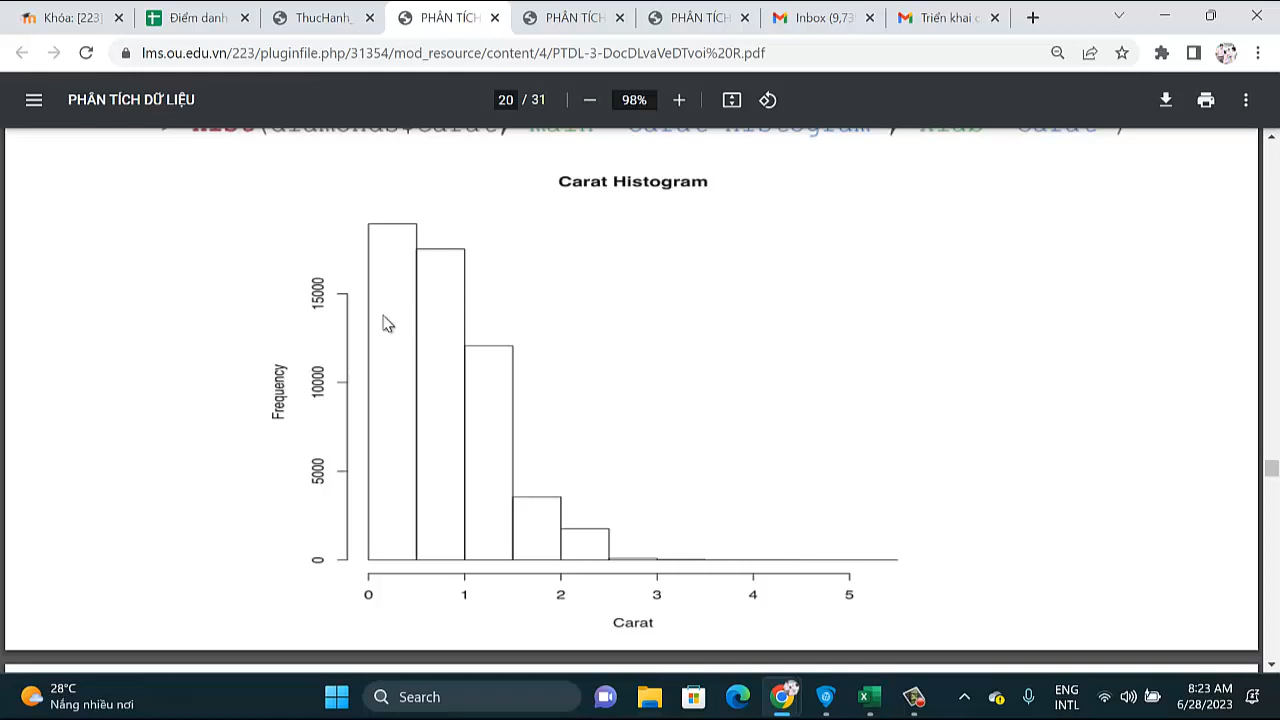 Khóa: [223]
Điểm danh
ThucHanh_
PHÂN TÍCH
PHÂN TÍCH
PHÂN TÍCH
Inbox (9,73
Triển khai c
lms.ou.edu.vn/223/pluginfile.php/31354/mod_resource/content/4/PTDL-3-DocDLvaVeDTvoi%20R.pdf
PHÂN TÍCH DỮ LIỆU
20 / 31
98%
Carat Histogram
Frequency
15000
10000
5000
0
0 1 2 3 4 5
Carat
28°C
Nắng nhiều nơi
Search
ENG
INTL
8:23 AM
6/28/2023